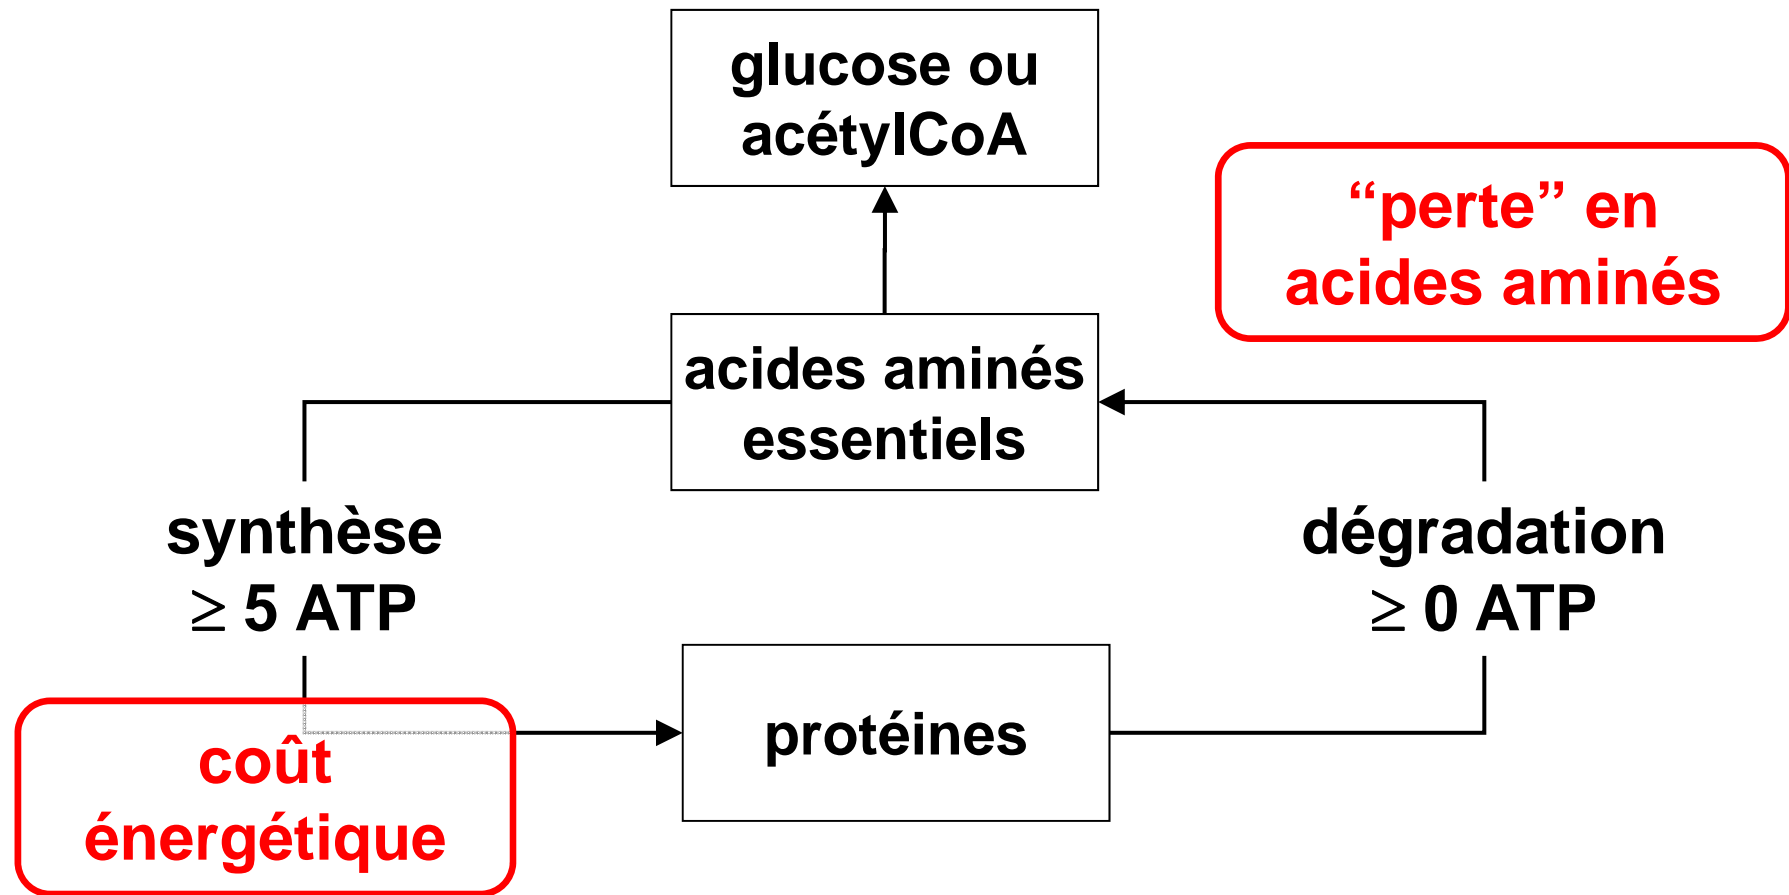 glucose ou
acétylCoA
“perte” en
acides aminés
acides aminés
essentiels
synthèse
≥ 5 ATP
dégradation
≥ 0 ATP
protéines
coût
énergétique